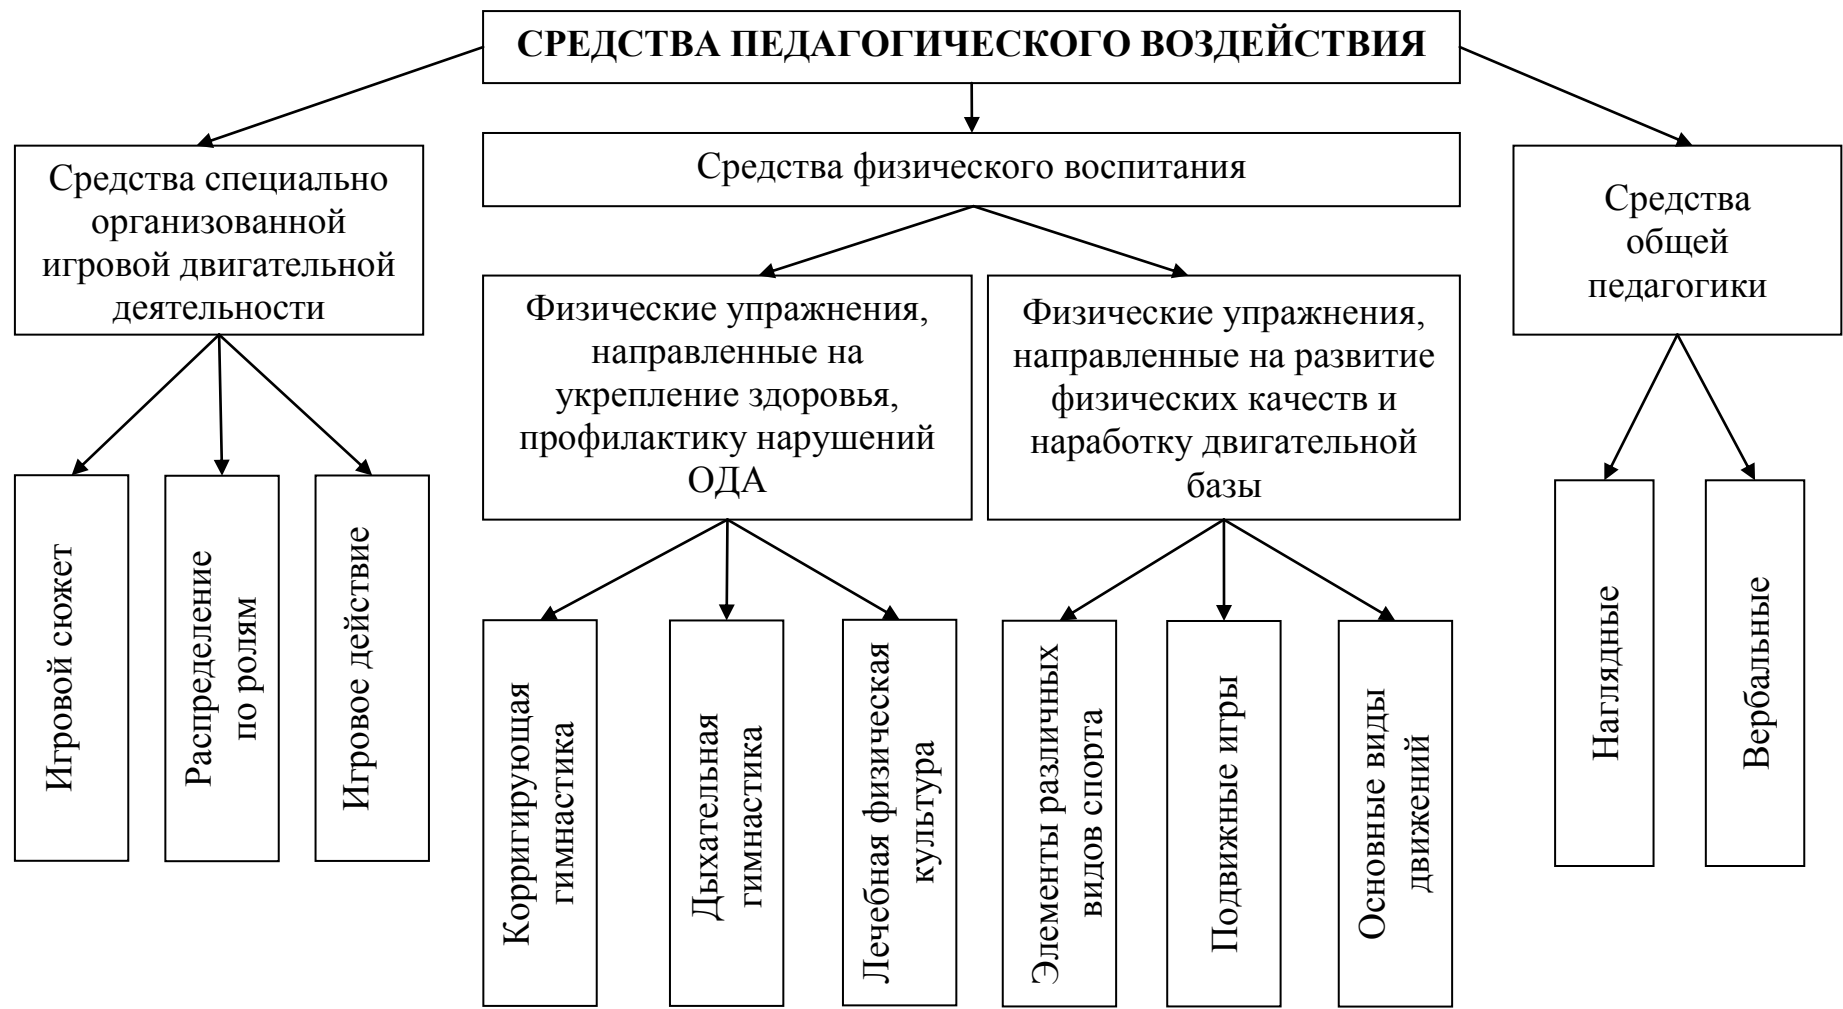 СРЕДСТВА ПЕДАГОГИЧЕСКОГО ВОЗДЕЙСТВИЯ
Средства специально
организованной
игровой двигательной
деятельности
Средства физического воспитания
Средства
общей
педагогики
Физические упражнения,
направленные на
укрепление здоровья,
профилактику нарушений
ОДА
Физические упражнения,
направленные на развитие
физических качеств и
наработку двигательной
базы
Игровой сюжет
Распределение
по ролям
Игровое действие
Корригирующая
гимнастика
Дыхательная
гимнастика
Лечебная физическая
культура
Элементы различных
видов спорта
Подвижные игры
Основные виды
движений
Наглядные
Вербальные